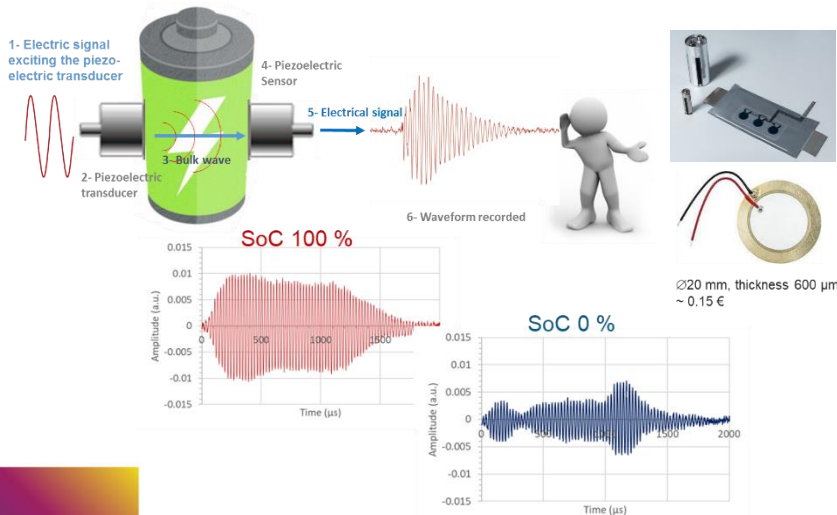 1- Electric signal
exciting the piezo-
electric transducer
4- Piezoelectric
Sensor
5- Electrical signal
3- Bulk wave
2- Piezoelectric
transducer
6- Waveform recorded
∅20 mm, thickness 600 µm
~ 0.15 €
SoC 100 %
Amplitude (a.u.)
0.015
0.01
0.005
0
-0.005
-0.01
-0.015
0
500
1000
1500
Time (µs)
SoC 0 %
Amplitude (a.u.)
0.015
0.01
0.005
0
-0.005
-0.01
-0.015
0
500
1000
1500
2000
Time (µs)